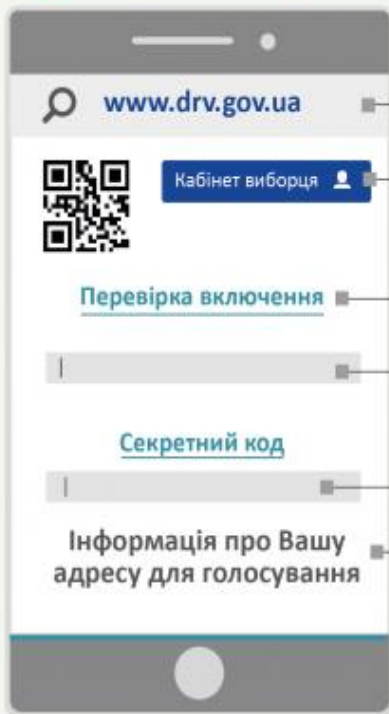 www.drv.gov.ua
Кабінет виборця
Перевірка включення
Секретний код
Інформація про Вашу
адресу для голосування